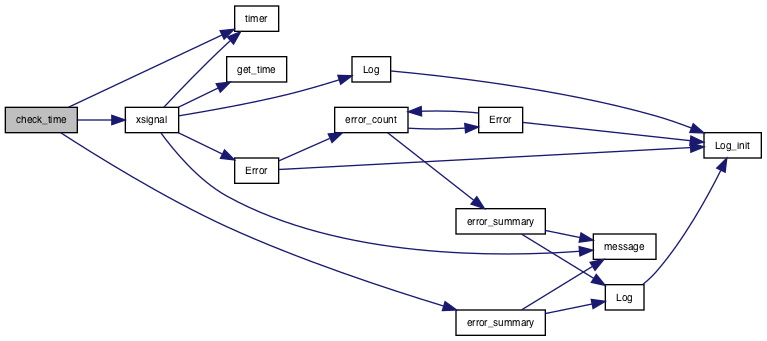 timer
get_time
Log
check_time
xsignal
error_count
Error
Log_init
Error
error_summary
message
Log
error_summary